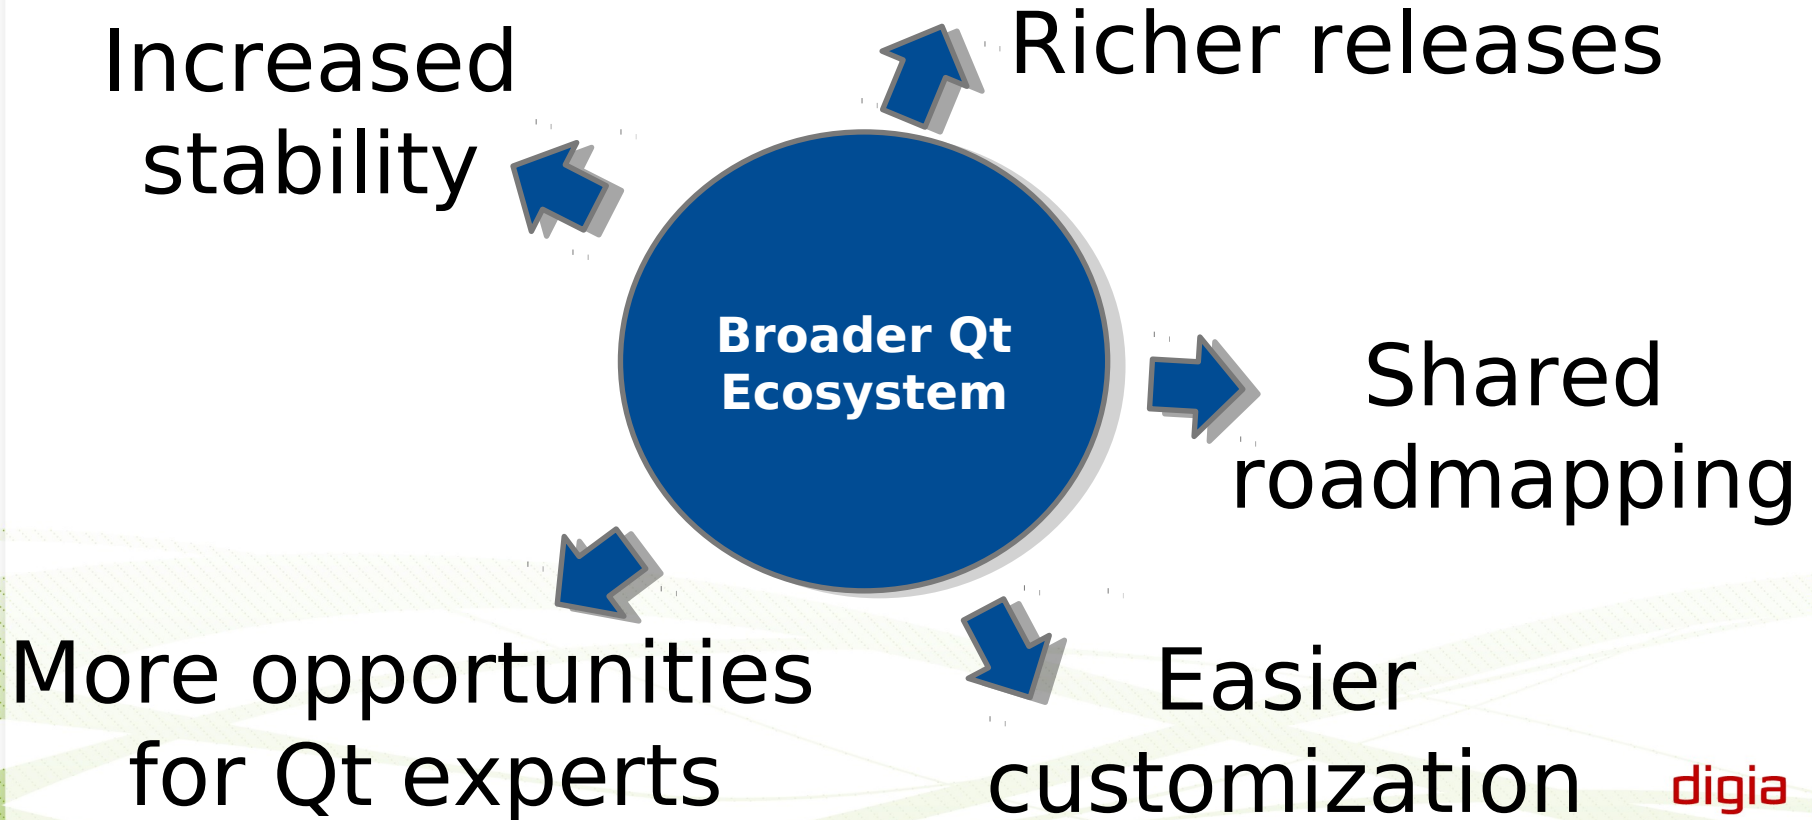 Increased
stability
Richer releases
Broader Qt
Ecosystem
Shared
roadmapping
More opportunities
for Qt experts
Easier
customization
digia